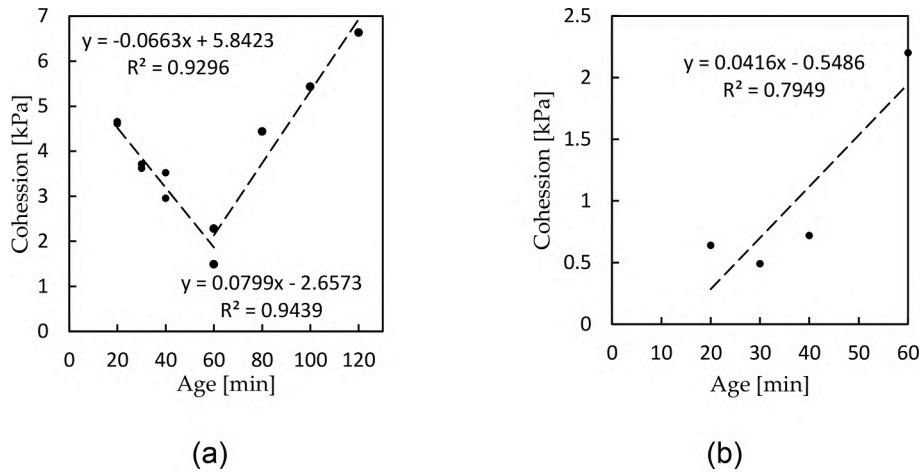 7
6
5
4
3
2
1
0
Cohession [kPa]
y = -0.0663x + 5.8423
R² = 0.9296
y = 0.0799x - 2.6573
R² = 0.9439
0 20 40 60 80 100 120
Age [min]
(a)
2.5
2
1.5
1
0.5
0
Cohession [kPa]
y = 0.0416x - 0.5486
R² = 0.7949
0 10 20 30 40 50 60
Age [min]
(b)